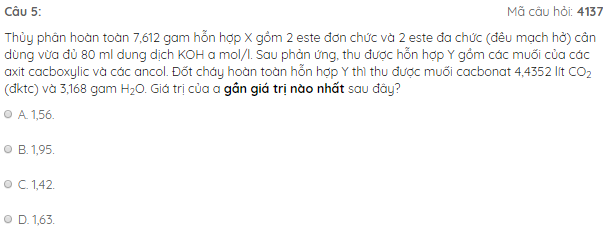 Câu 5:
Mã câu hỏi: 4137
Thủy phân hoàn toàn 7,612 gam hỗn hợp X gồm 2 este đơn chức và 2 este đa chức (đều mạch hở) cần
dùng vừa đủ 80 ml dung dịch KOH a mol/l. Sau phản ứng, thu được hỗn hợp Y gồm các muối của các
axit cacboxylic và các ancol. Đốt cháy hoàn toàn hỗn hợp Y thì thu được muối cacbonat 4,4352 lít CO₂
(đktc) và 3,168 gam H₂O. Giá trị của a gần giá trị nào nhất sau đây?
A. 1,56.
B. 1,95.
C. 1,42.
D. 1,63.